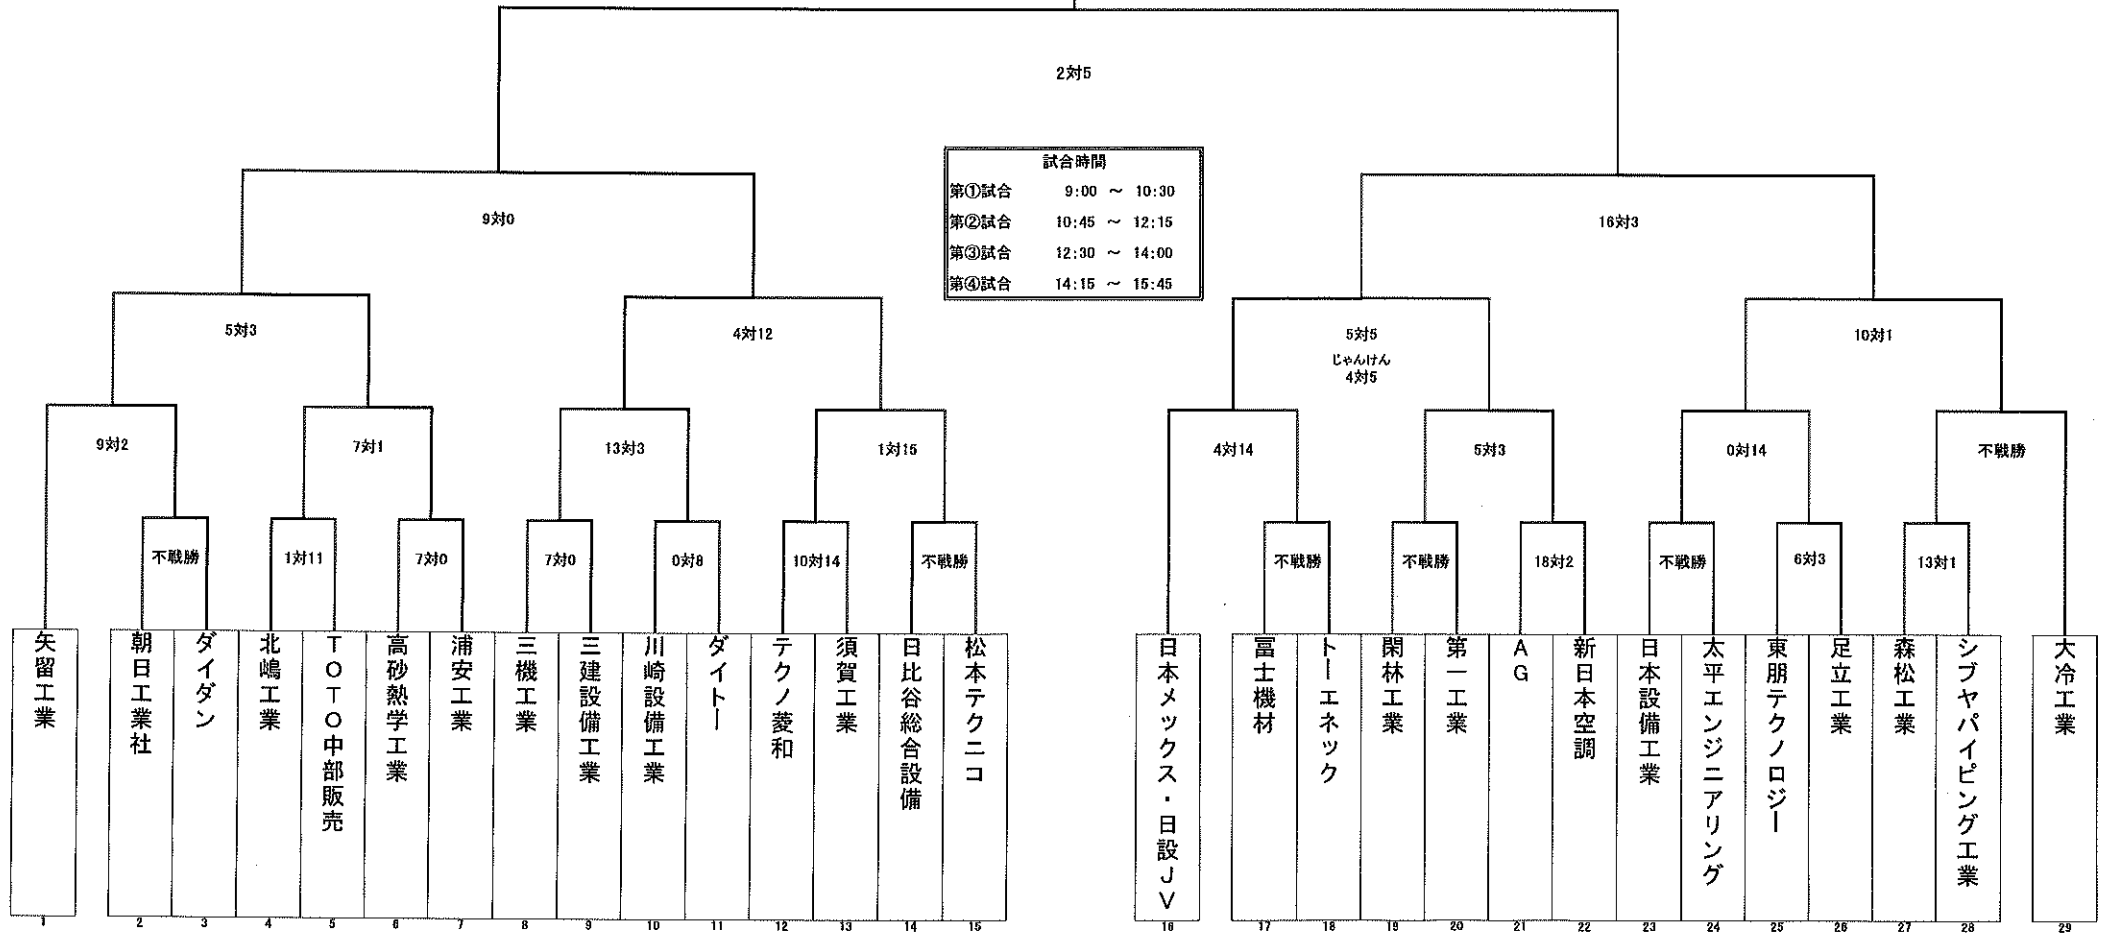 2対5
試合時間
第①試合 9:00 ～ 10:30
第②試合 10:45 ～ 12:15
第③試合 12:30 ～ 14:00
第④試合 14:15 ～ 15:45
9対0
16対3
5対3
4対12
5対5
じゃんけん
4対5
10対1
9対2
7対1
13対3
1対15
4対14
5対3
0対14
不戦勝
不戦勝
1対11
7対0
7対0
0対8
10対14
不戦勝
不戦勝
不戦勝
18対2
不戦勝
6対3
13対1
矢留工業
朝日工業社
ダイダン
北嶋工業
TOTO中部販売
高砂熱学工業
浦安工業
三機工業
三建設備工業
川崎設備工業
ダイトー
テクノ菱和
須賀工業
日比谷総合設備
松本テクニコ
日本メックス・日設JV
冨士機材
トーエネック
関林工業
第一工業
AG
新日本空調
日本設備工業
太平エンジニアリング
東朋テクノロジー
足立工業
森松工業
シブヤパイピング工業
大冷工業
1
2
3
4
5
6
7
8
9
10
11
12
13
14
15
16
17
18
19
20
21
22
23
24
25
26
27
28
29